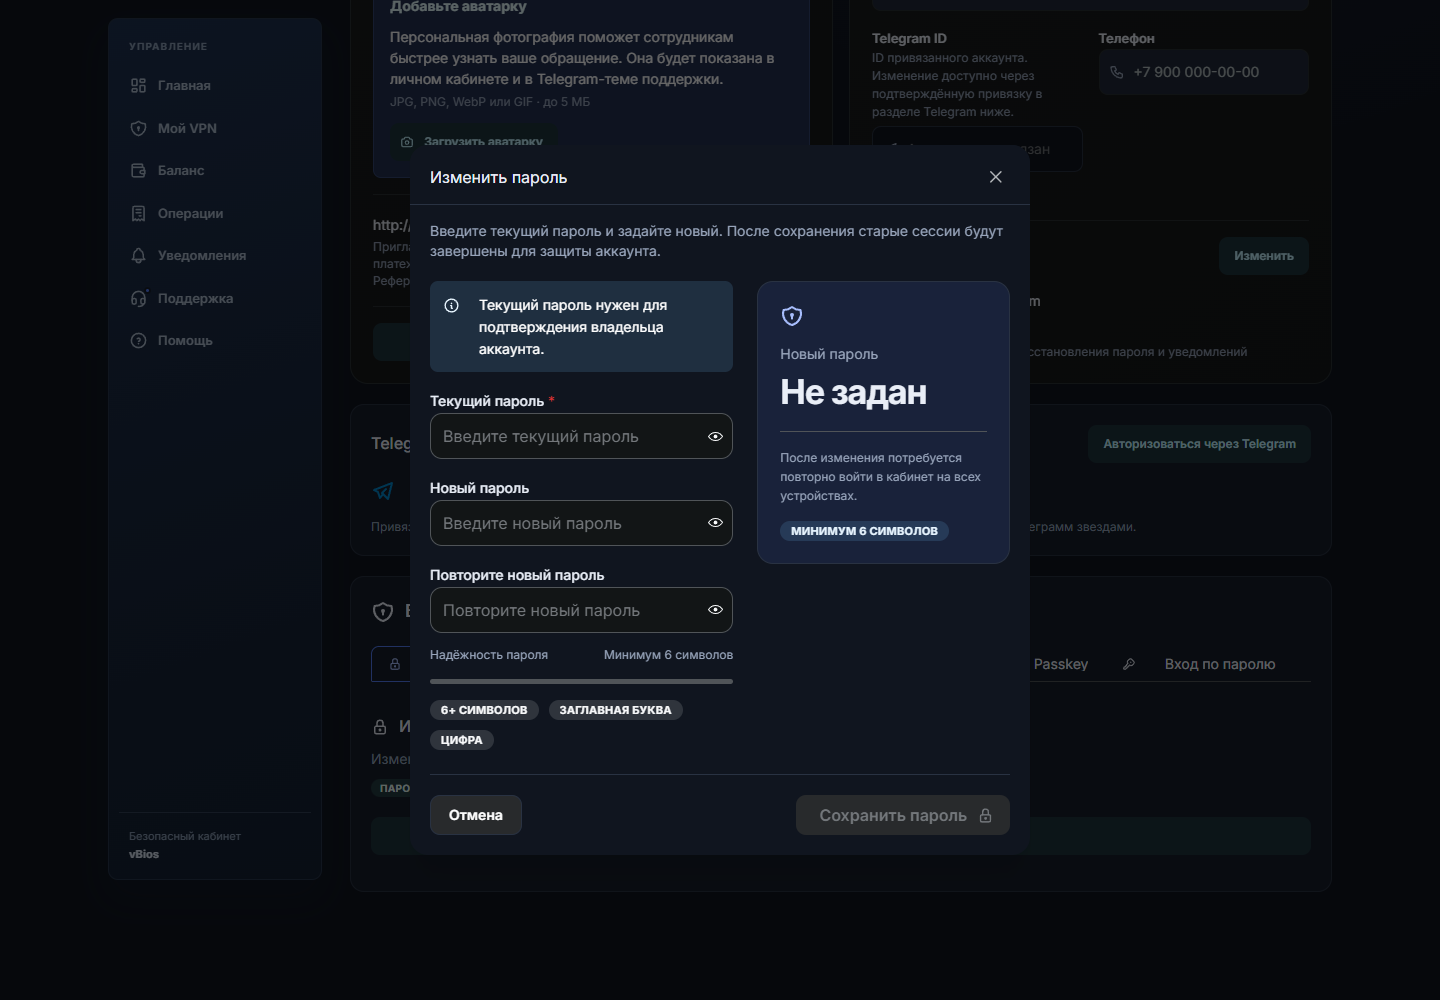 УПРАВЛЕНИЕ
Главная
Мой VPN
Баланс
Операции
Уведомления
Поддержка
Помощь
Безопасный кабинет
vBios
Добавьте аватарку
Персональная фотография поможет сотрудникам
быстрее узнать ваше обращение. Она будет показана в
личном кабинете и в Telegram-теме поддержки.
JPG, PNG, WebP или GIF · до 5 МБ
Загрузить аватарку
http:/
Telegram ID
ID привязанного аккаунта.
Изменение доступно через
подтверждённую привязку в
разделе Telegram ниже.
Телефон
+7 900 000-00-00
Изменить
пароля и уведомлений
Авторизоваться через Telegram
звездами.
Passkey
Вход по паролю
Изменить пароль
Введите текущий пароль и задайте новый. После сохранения старые сессии будут
завершены для защиты аккаунта.
Текущий пароль нужен для
подтверждения владельца
аккаунта.
Текущий пароль *
Введите текущий пароль
Новый пароль
Введите новый пароль
Повторите новый пароль
Повторите новый пароль
Надёжность пароля
Минимум 6 символов
6+ СИМВОЛОВ
ЗАГЛАВНАЯ БУКВА
ЦИФРА
Новый пароль
Не задан
После изменения потребуется
повторно войти в кабинет на всех
устройствах.
МИНИМУМ 6 СИМВОЛОВ
Отмена
Сохранить пароль